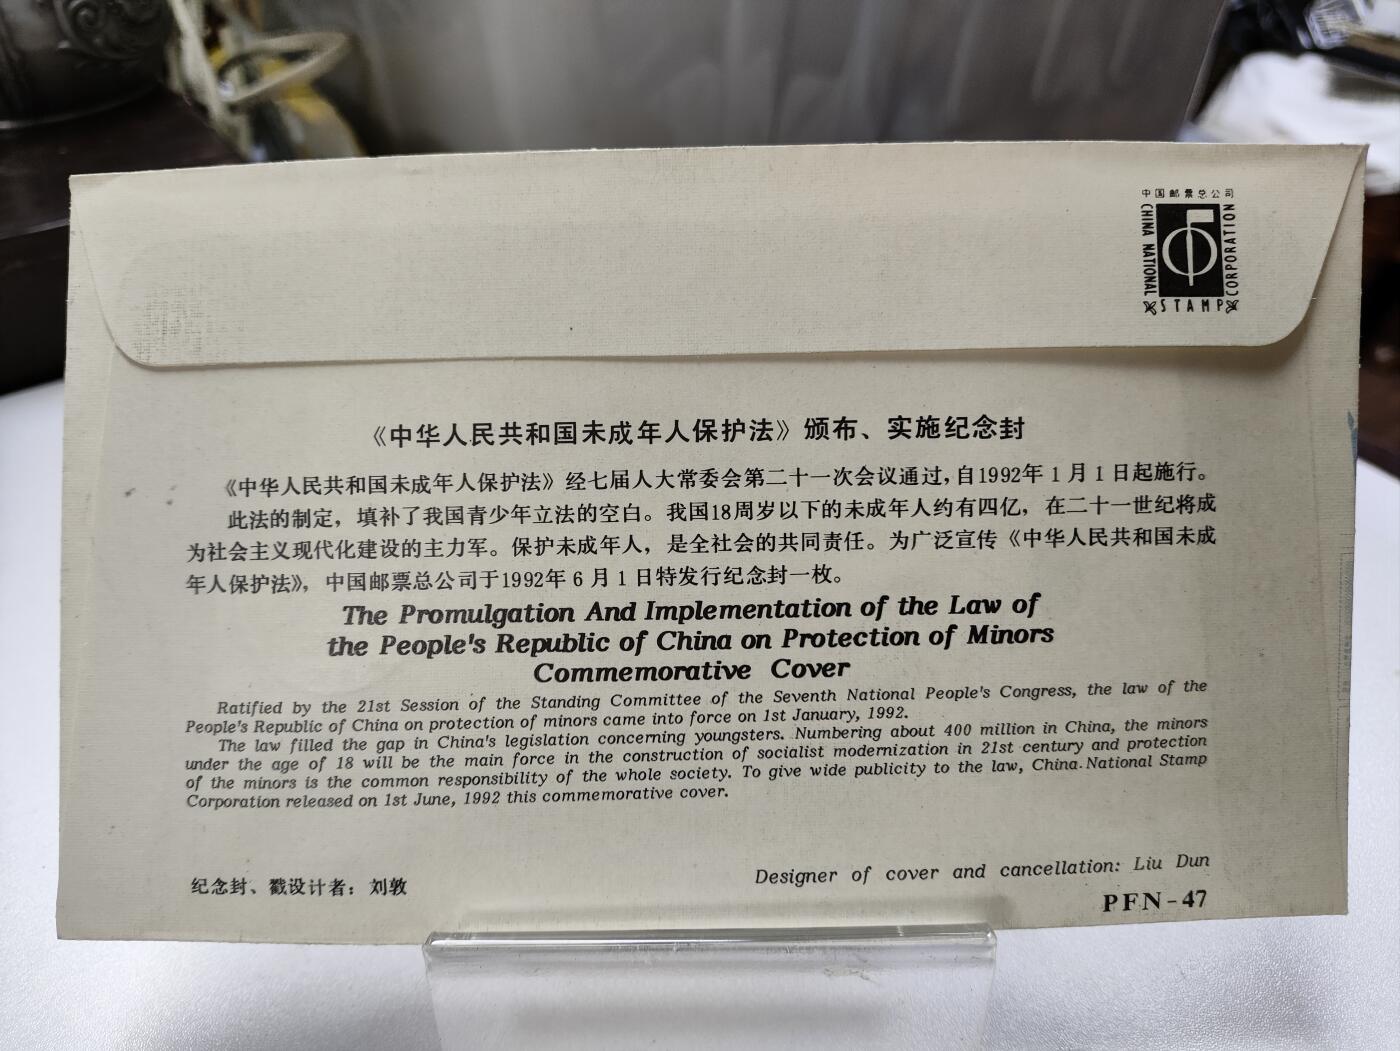 中国邮票总公司
CHINA NATIONAL
STAMP
CORPORATION
《中华人民共和国未成年人保护法》颁布、实施纪念封
《中华人民共和国未成年人保护法》经七届人大常委会第二十一次会议通过,自1992年1月1日起施行。
此法的制定，填补了我国青少年立法的空白。我国18周岁以下的未成年人约有四亿，在二十一世纪将成
为社会主义现代化建设的主力军。保护未成年人，是全社会的共同责任。为广泛宣传《中华人民共和国未成
年人保护法》，中国邮票总公司于1992年6月1日特发行纪念封一枚。
The Promulgation And Implementation of the Law of
the People's Republic of China on Protection of Minors
Commemorative Cover
Ratified by the 21st Session of the Standing Committee of the Seventh National People's Congress, the law of the
People's Republic of China on protection of minors came into force on 1st January, 1992.
The law filled the gap in China's legislation concerning youngsters. Numbering about 400 million in China, the minors
under the age of 18 will be the main force in the construction of socialist modernization in 21st century and protection
of the minors is the common responsibility of the whole society. To give wide publicity to the law, China National Stamp
Corporation released on 1st June, 1992 this commemorative cover.
纪念封、戳设计者：刘敦
Designer of cover and cancellation: Liu Dun
PFN-47